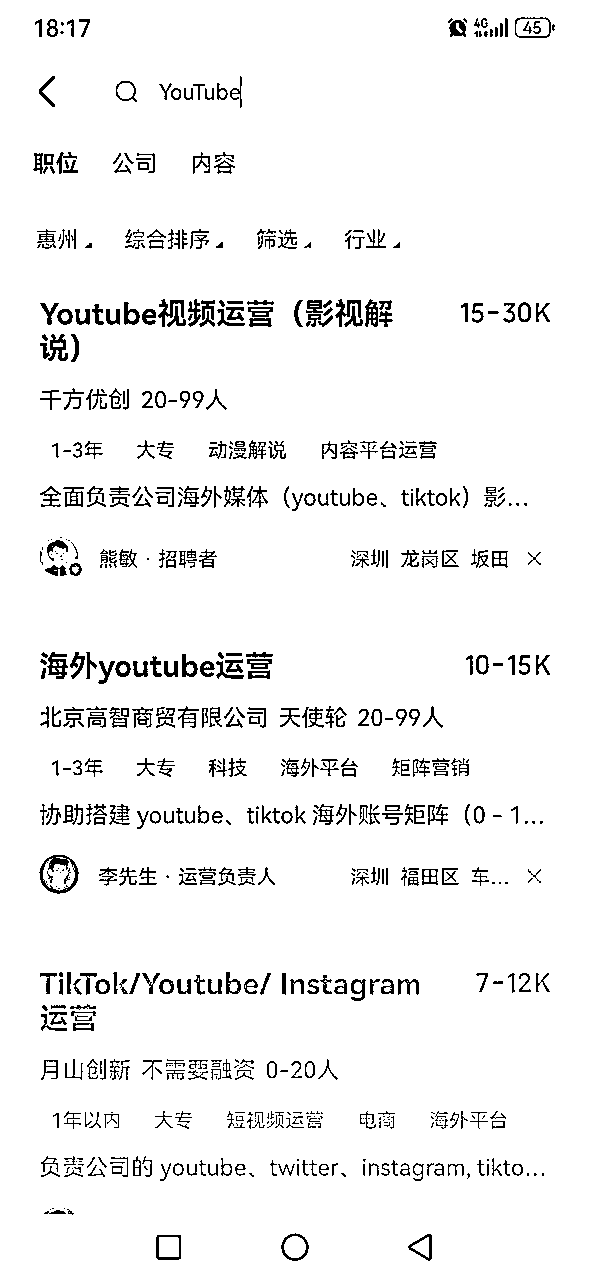 18:17
4G 45
YouTube
职位 公司 内容
惠州 综合排序 筛选 行业
Youtube视频运营（影视解 15-30K
说）
千方优创 20-99人
1-3年 大专 动漫解说 内容平台运营
全面负责公司海外媒体（youtube、tiktok）影...
熊敏 · 招聘者 深圳 龙岗区 坂田 ×
海外youtube运营 10-15K
北京高智商贸有限公司 天使轮 20-99人
1-3年 大专 科技 海外平台 矩阵营销
协助搭建 youtube、tiktok 海外账号矩阵（0 - 1...
李先生 · 运营负责人 深圳 福田区 车... ×
TikTok/Youtube/ Instagram 7-12K
运营
月山创新 不需要融资 0-20人
1年以内 大专 短视频运营 电商 海外平台
负责公司的 youtube、twitter、instagram, tikto...